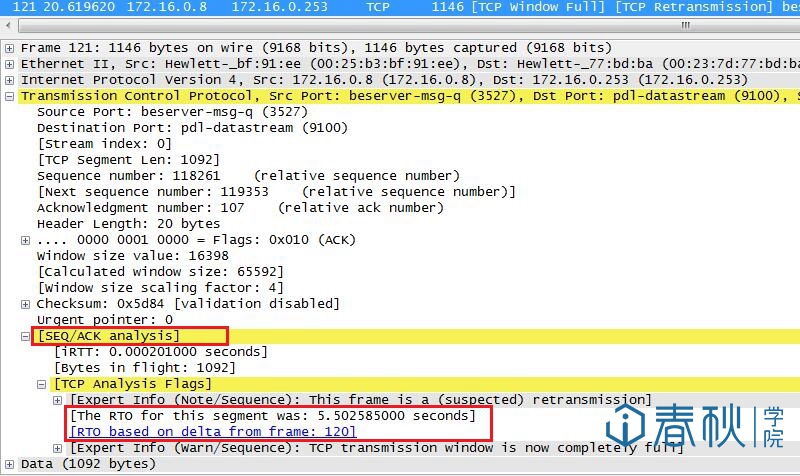 121 20.619620 172.16.0.8 172.16.0.253 TCP 1146 [TCP Window Full] [TCP Retransmission] bes
Frame 121: 1146 bytes on wire (9168 bits), 1146 bytes captured (9168 bits)
Ethernet II, Src: Hewlett-_bf:91:ee (00:25:b3:bf:91:ee), Dst: Hewlett-_77:bd:ba (00:23:7d:77:bd:ba
Internet Protocol Version 4, Src: 172.16.0.8 (172.16.0.8), Dst: 172.16.0.253 (172.16.0.253)
Transmission Control Protocol, Src Port: beserver-msg-q (3527), Dst Port: pdl-datastream (9100), S
Source Port: beserver-msg-q (3527)
Destination Port: pdl-datastream (9100)
[Stream index: 0]
[TCP Segment Len: 1092]
Sequence number: 118261 (relative sequence number)
[Next sequence number: 119353 (relative sequence number)]
Acknowledgment number: 107 (relative ack number)
Header Length: 20 bytes
.... 0000 0001 0000 = Flags: 0x010 (ACK)
Window size value: 16398
[Calculated window size: 65592]
[Window size scaling factor: 4]
Checksum: 0x5d84 [validation disabled]
Urgent pointer: 0
[SEQ/ACK analysis]
[iRTT: 0.000201000 seconds]
[Bytes in flight: 1092]
[TCP Analysis Flags]
[Expert Info (Note/Sequence): This frame is a (suspected) retransmission]
[The RTO for this segment was: 5.502585000 seconds]
[RTO based on delta from frame: 120]
[Expert Info (Warn/Sequence): TCP transmission window is now completely full]
Data (1092 bytes)
春秋学院